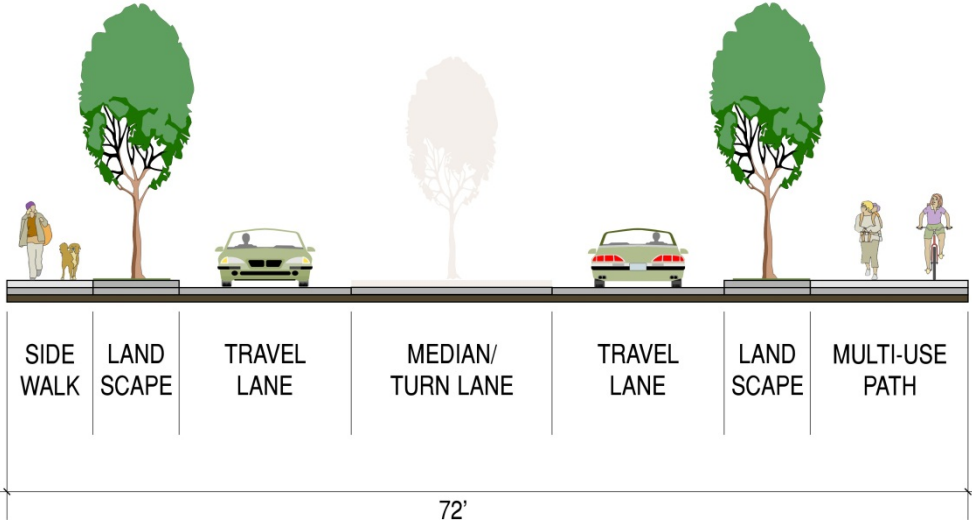 SIDE
WALK
LAND
SCAPE
TRAVEL
LANE
MEDIAN/
TURN LANE
TRAVEL
LANE
LAND
SCAPE
MULTI-USE
PATH
72’